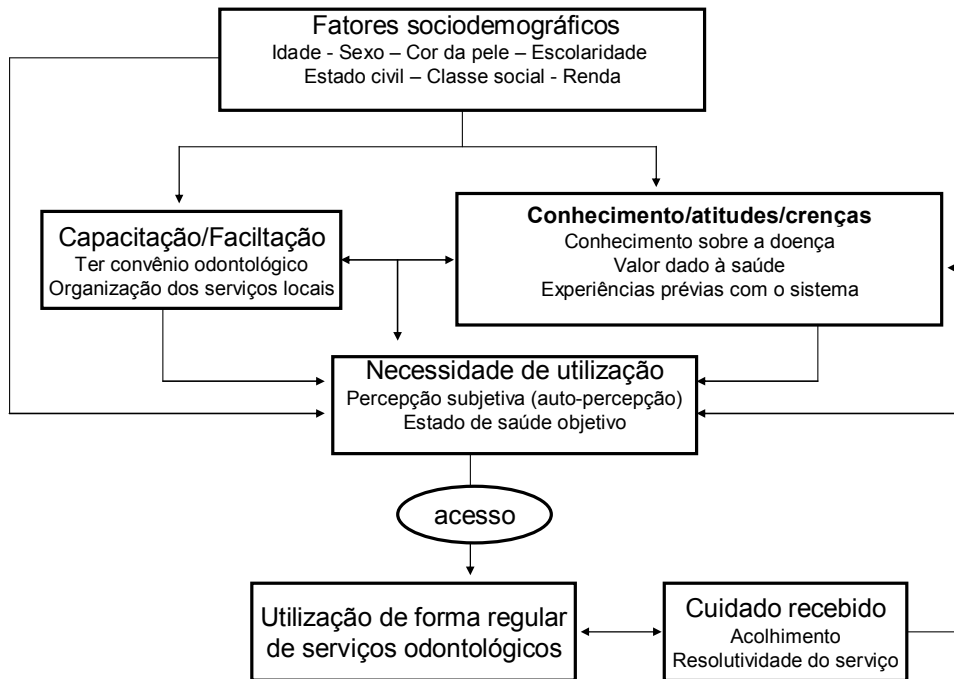 Fatores sociodemográficos
Idade - Sexo – Cor da pele – Escolaridade
Estado civil – Classe social - Renda
Capacitação/Faciltação
Ter convênio odontológico
Organização dos serviços locais
Conhecimento/atitudes/crenças
Conhecimento sobre a doença
Valor dado à saúde
Experiências prévias com o sistema
Necessidade de utilização
Percepção subjetiva (auto-percepção)
Estado de saúde objetivo
acesso
Utilização de forma regular
de serviços odontológicos
Cuidado recebido
Acolhimento
Resolutividade do serviço